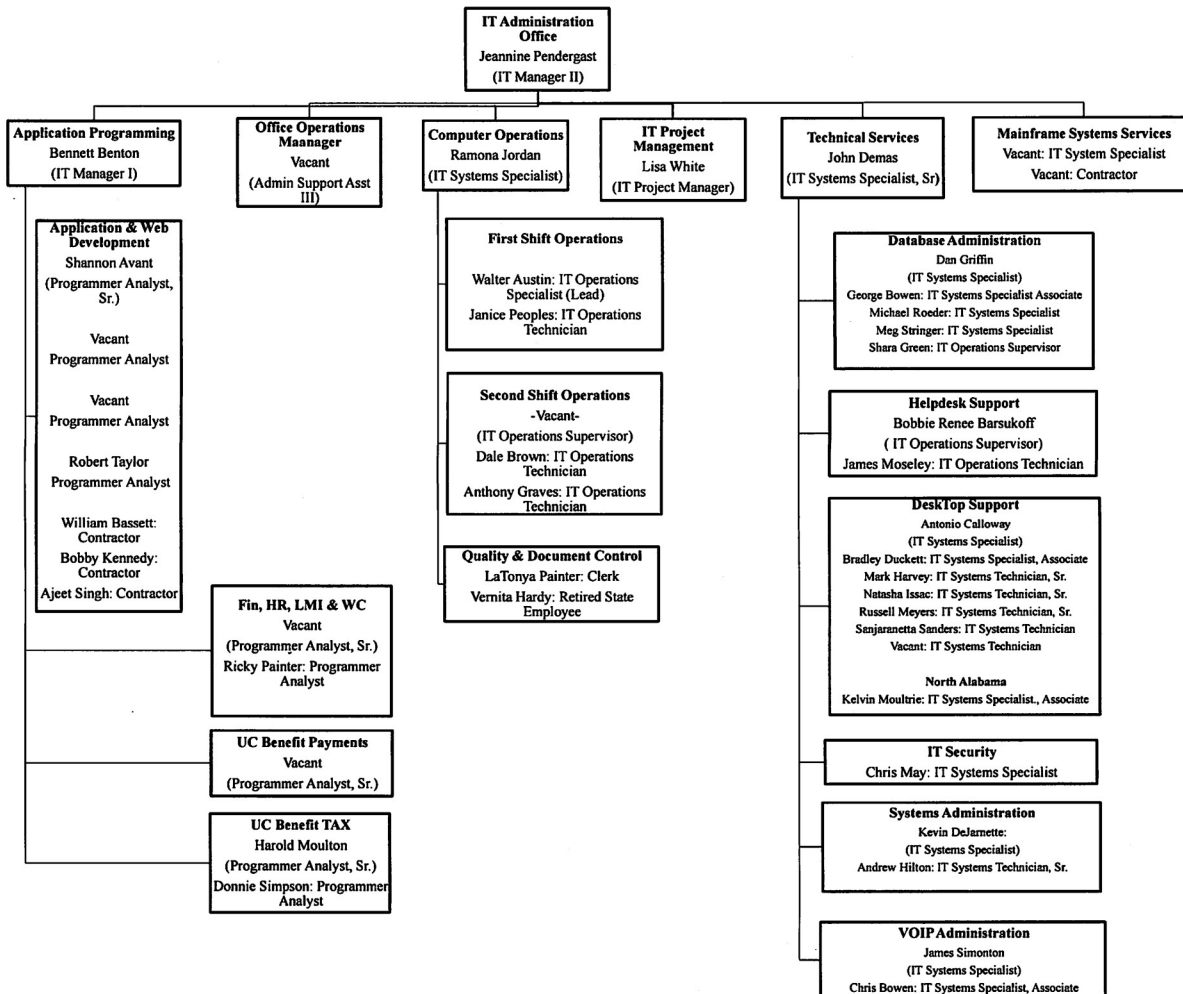 IT Administration
Office
Jeannine Pendergast
(IT Manager II)
Application Programming
Bennett Benton
(IT Manager I)
Office Operations
Maanager
Vacant
(Admin Support Asst
III)
Computer Operations
Ramona Jordan
(IT Systems Specialist)
IT Project
Management
Lisa White
(IT Project Manager)
Technical Services
John Demas
(IT Systems Specialist, Sr)
Mainframe Systems Services
Vacant: IT System Specialist
Vacant: Contractor
Application & Web
Development
Shannon Avant
(Programmer Analyst,
Sr.)
Vacant
Programmer Analyst
Vacant
Programmer Analyst
Robert Taylor
Programmer Analyst
William Bassett:
Contractor
Bobby Kennedy:
Contractor
Ajeet Singh: Contractor
Fin, HR, LMI & WC
Vacant
(Programmer Analyst, Sr.)
Ricky Painter: Programmer
Analyst
UC Benefit Payments
Vacant
(Programmer Analyst, Sr.)
UC Benefit TAX
Harold Moulton
(Programmer Analyst, Sr.)
Donnie Simpson: Programmer
Analyst
First Shift Operations
Walter Austin: IT Operations
Specialist (Lead)
Janice Peoples: IT Operations
Technician
Second Shift Operations
-Vacant-
(IT Operations Supervisor)
Dale Brown: IT Operations
Technician
Anthony Graves: IT Operations
Technician
Quality & Document Control
LaTonya Painter: Clerk
Vernita Hardy: Retired State
Employee
Database Administration
Dan Griffin
(IT Systems Specialist)
George Bowen: IT Systems Specialist Associate
Michael Roeder: IT Systems Specialist
Meg Stringer: IT Systems Specialist
Shara Green: IT Operations Supervisor
Helpdesk Support
Bobbie Renee Barsukoff
( IT Operations Supervisor)
James Moseley: IT Operations Technician
DeskTop Support
Antonio Calloway
(IT Systems Specialist)
Bradley Duckett: IT Systems Specialist, Associate
Mark Harvey: IT Systems Technician, Sr.
Natasha Issac: IT Systems Technician, Sr.
Russell Meyers: IT Systems Technician, Sr.
Sanjaranetta Sanders: IT Systems Technician
Vacant: IT Systems Technician
North Alabama
Kelvin Moultrie: IT Systems Specialist., Associate
IT Security
Chris May: IT Systems Specialist
Systems Administration
Kevin DeJarnette:
(IT Systems Specialist)
Andrew Hilton: IT Systems Technician, Sr.
VOIP Administration
James Simonton
(IT Systems Specialist)
Chris Bowen: IT Systems Specialist, Associate